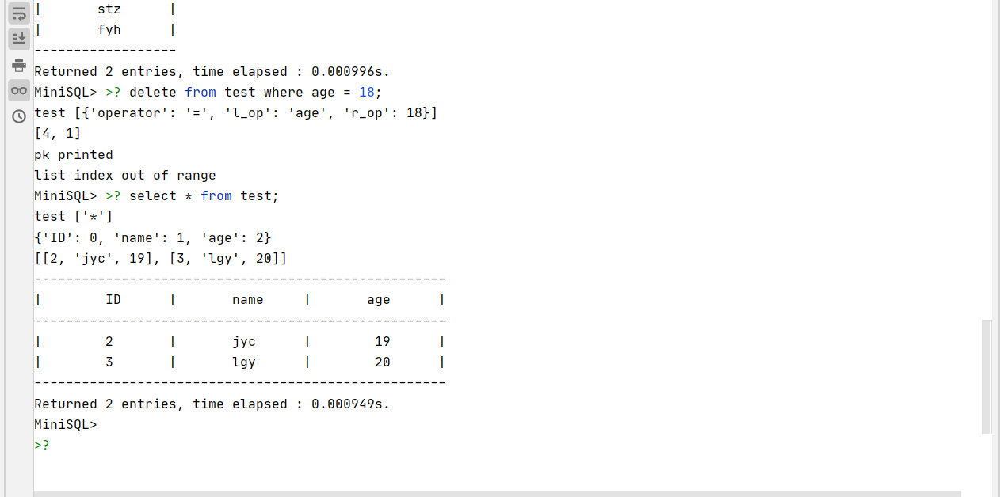 |       stz      |
|       fyh      |
------------------
Returned 2 entries, time elapsed : 0.000996s.
MiniSQL> >? delete from test where age = 18;
test [{'operator': '=', 'l_op': 'age', 'r_op': 18}]
[4, 1]
pk printed
list index out of range
MiniSQL> >? select * from test;
test ['*']
{'ID': 0, 'name': 1, 'age': 2}
[[2, 'jyc', 19], [3, 'lgy', 20]]
----------------------------------------------------
|        ID      |       name     |       age      |
----------------------------------------------------
|        2       |       jyc      |        19      |
|        3       |       lgy      |        20      |
----------------------------------------------------
Returned 2 entries, time elapsed : 0.000949s.
MiniSQL>
>?